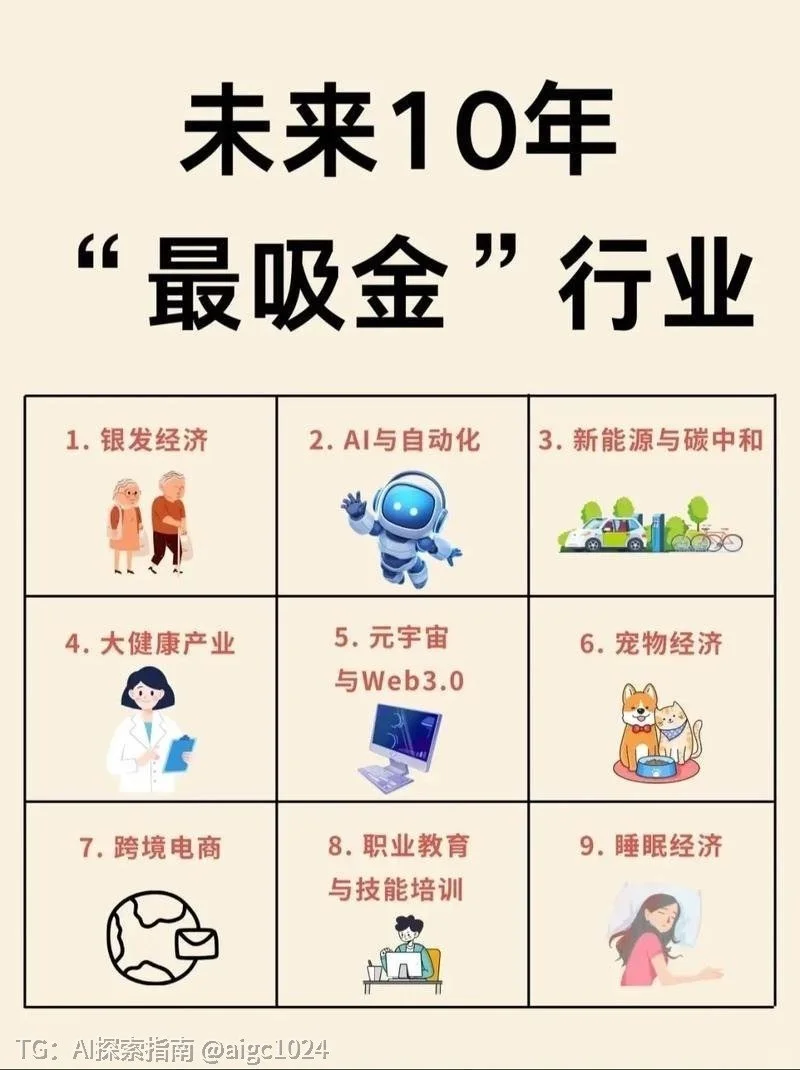 未来10年
“最吸金”行业
1. 银发经济
2. AI与自动化
3. 新能源与碳中和
4. 大健康产业
5. 元宇宙
与Web3.0
6. 宠物经济
7. 跨境电商
8. 职业教育
与技能培训
9. 睡眠经济
TG：AI探索指南 @aigc1024